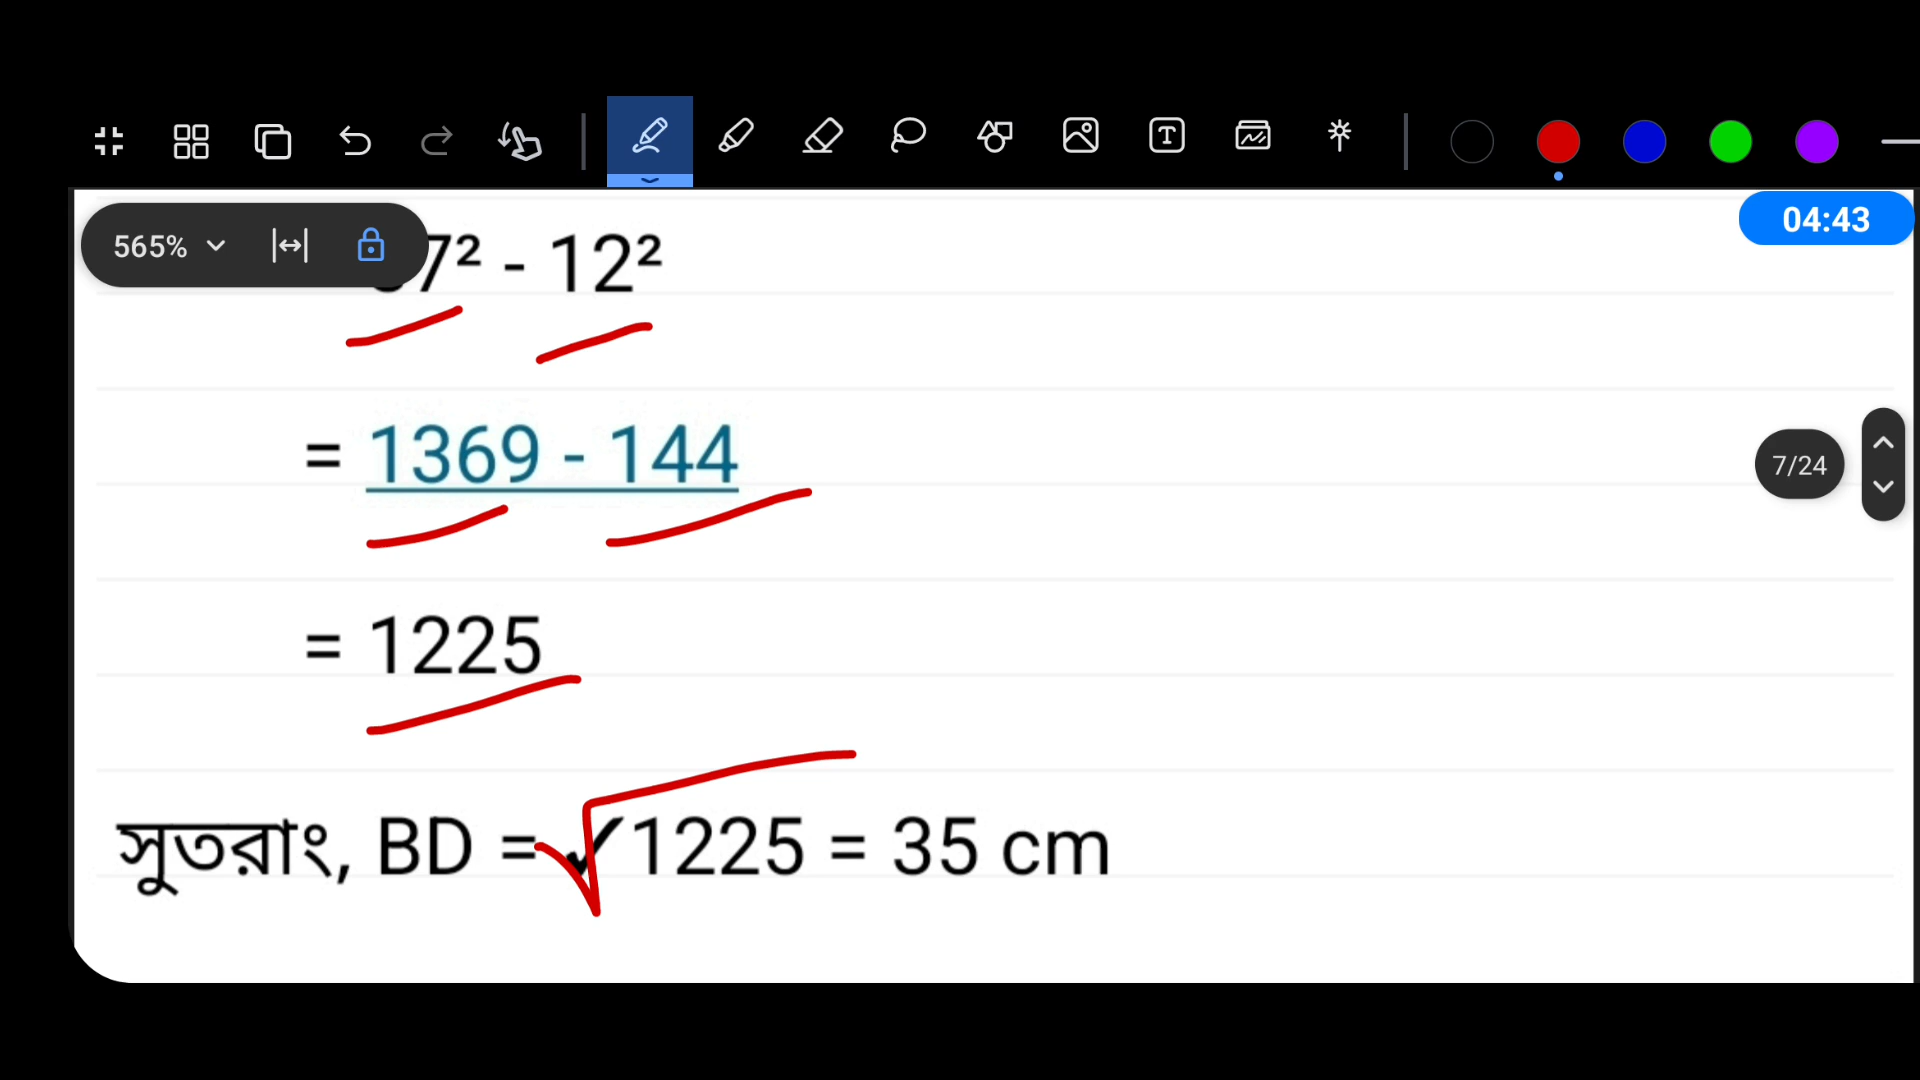 04:43
565%
7² - 12²
= 1369 - 144
7/24
= 1225
সুতরাং, BD = ✓1225 = 35 cm